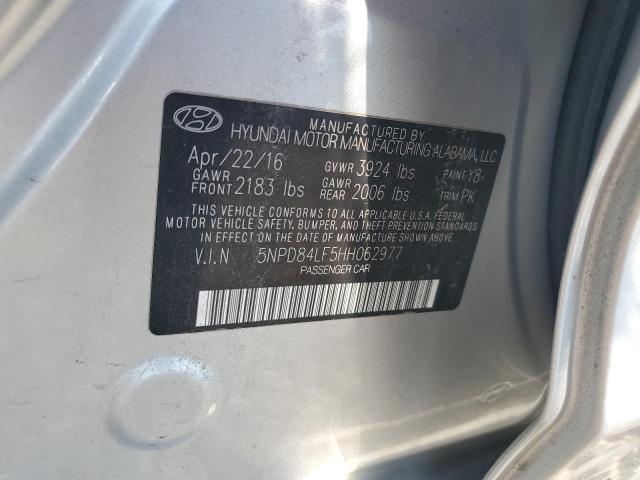 MANUFACTURED BY
HYUNDAI MOTOR MANUFACTURING ALABAMA, LLC
Apr/22/16 GVWR 3924 lbs PAINT Y8-
GAWR FRONT 2183 lbs GAWR REAR 2006 lbs TRIM PK
THIS VEHICLE CONFORMS TO ALL APPLICABLE U.S.A. FEDERAL
MOTOR VEHICLE SAFETY, BUMPER, AND THEFT PREVENTION
STANDARDS IN EFFECT ON THE DATE OF MANUFACTURE SHOWN ABOVE.
V.I.N 5NPD84LF5HH062977
PASSENGER CAR